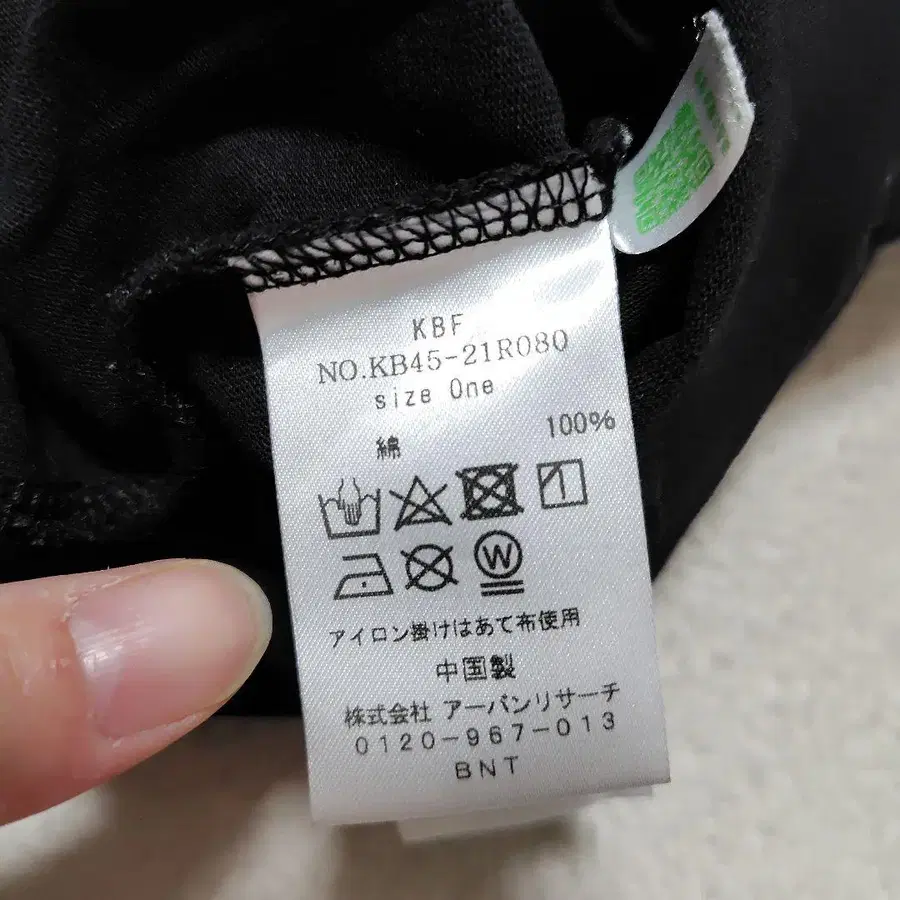 KBF
NO.KB45-21R080
size One
綿 100%
W
アイロン掛けはあて布使用
中国製
株式会社 アーバンリサーチ
0120-967-013
BNT